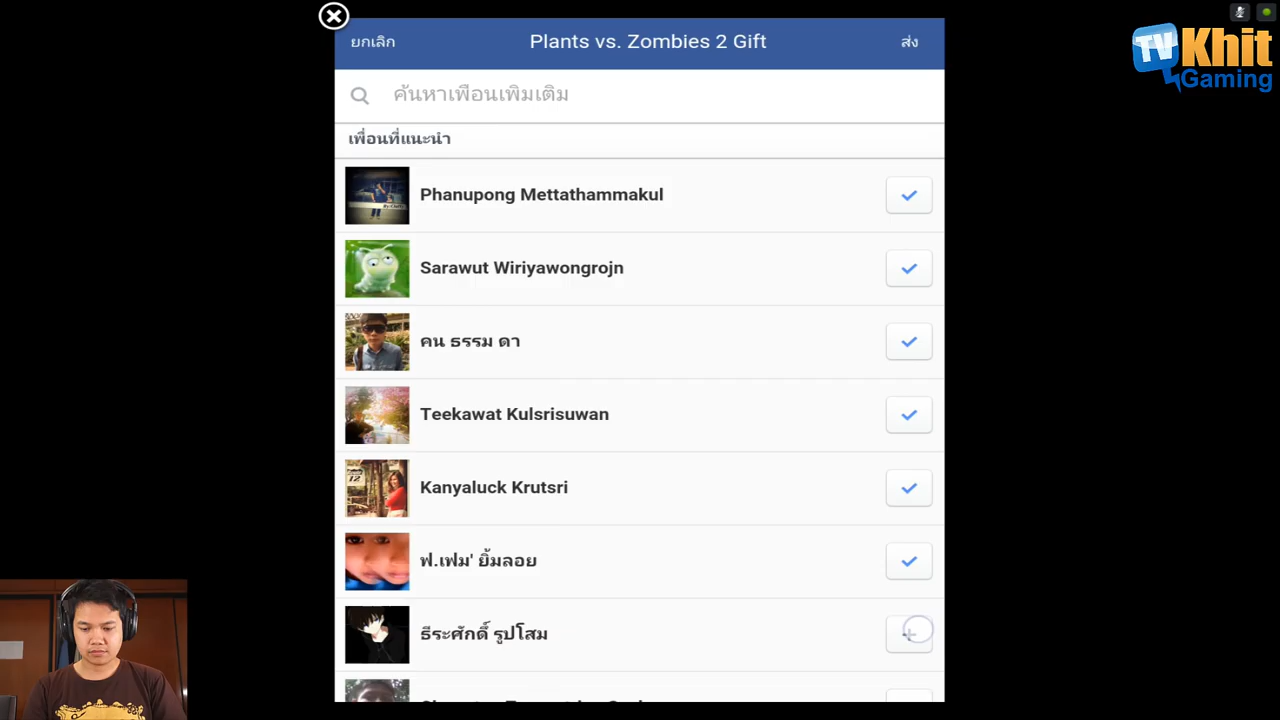 ยกเลิก Plants vs. Zombies 2 Gift ส่ง
ค้นหาเพื่อนเพิ่มเติม
เพื่อนที่แนะนำ
Phanupong Mettathammakul
Sarawut Wiriyawongrojn
คน ธรรม ดา
Teekawat Kulsrisuwan
Kanyaluck Krutsri
ฟ.เฟม' ยิ้มลอย
ธีระศักดิ์ รูปโสม
TV Khit
Gaming